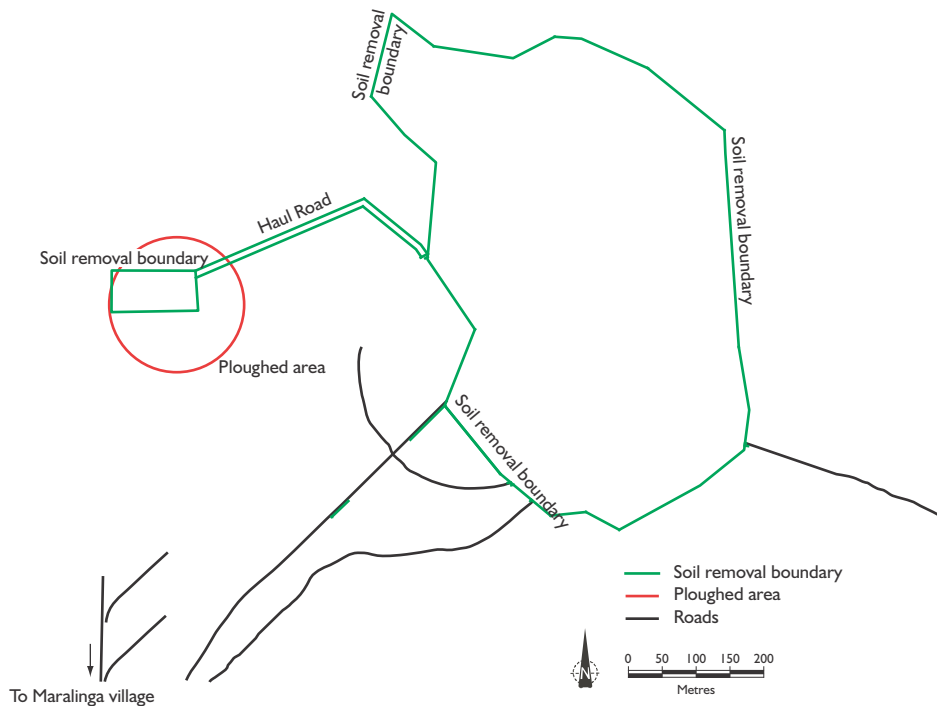 Soil removal
boundary
Soil removal boundary
Haul Road
Soil removal boundary
Ploughed area
Soil removal boundary
Soil removal boundary
Ploughed area
Roads
N
0 50 100 150 200
Metres
To Maralinga village